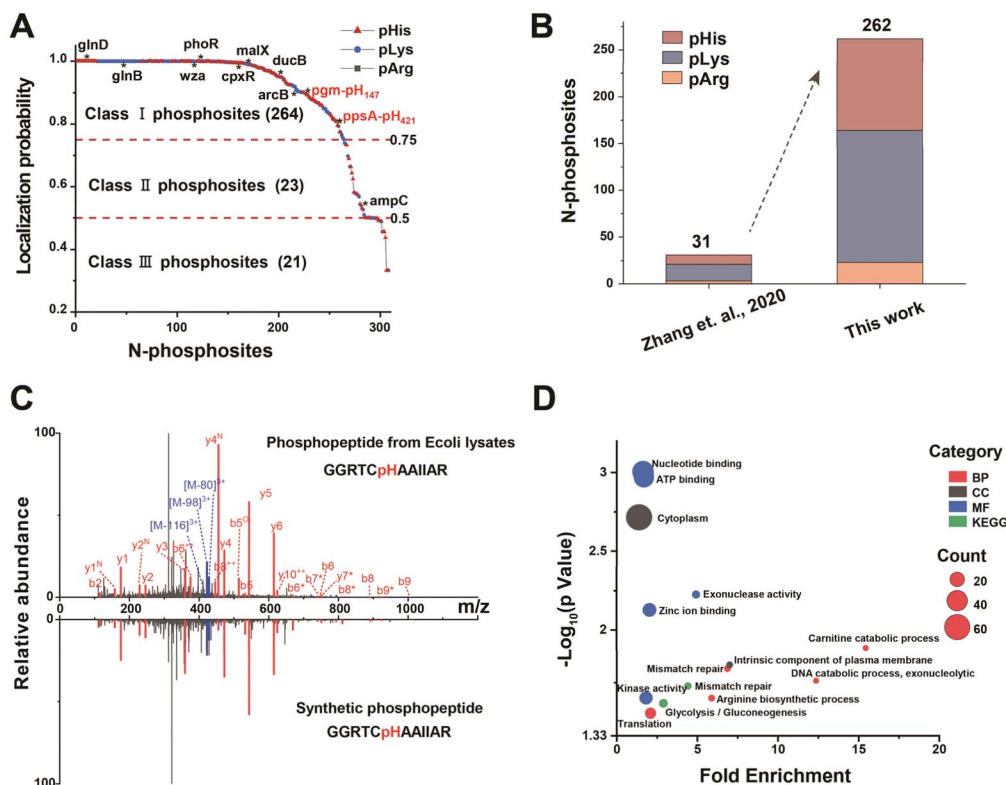 A
pHis
pLys
pArg
glnD
phoR
malX
ducB
glnB
wza
cpxR
arcB
pgm-pH147
ppsA-pH421
ampC
Class Ⅰ phosphosites (264)
0.75
Class Ⅱ phosphosites (23)
0.5
Class Ⅲ phosphosites (21)
Localization probability
1.0
0.8
0.6
0.4
0.2
0
100
200
300
N-phosphosites
B
pHis
pLys
pArg
262
31
N-phosphosites
250
200
150
100
50
0
Zhang et. al., 2020
This work
C
Phosphopeptide from Ecoli lysates
GGRTCpHAAIIAR
y4ᴺ
[M-80]³⁺
[M-98]³⁺
[M-116]³⁺
b5ᴼ
y5
y6
y1ᴺ
y1
b2
y2ᴺ
y2
y3
b6⁺⁺
y4
b8⁺⁺
b5
y10⁺⁺
b6*
b7*
b6
y7*
b8
b8*
b9*
b9
100
0
0
200
400
600
800
1000
m/z
100
Relative abundance
Synthetic phosphopeptide
GGRTCpHAAIIAR
D
Category
BP
CC
MF
KEGG
Count
20
40
60
Nucleotide binding
ATP binding
Cytoplasm
Exonuclease activity
Zinc ion binding
Carnitine catabolic process
Intrinsic component of plasma membrane
Mismatch repair
DNA catabolic process, exonucleolytic
Kinase activity
Mismatch repair
Arginine biosynthetic process
Glycolysis / Gluconeogenesis
Translation
-Log10(p Value)
3
2.5
2
1.33
0
5
10
15
20
Fold Enrichment